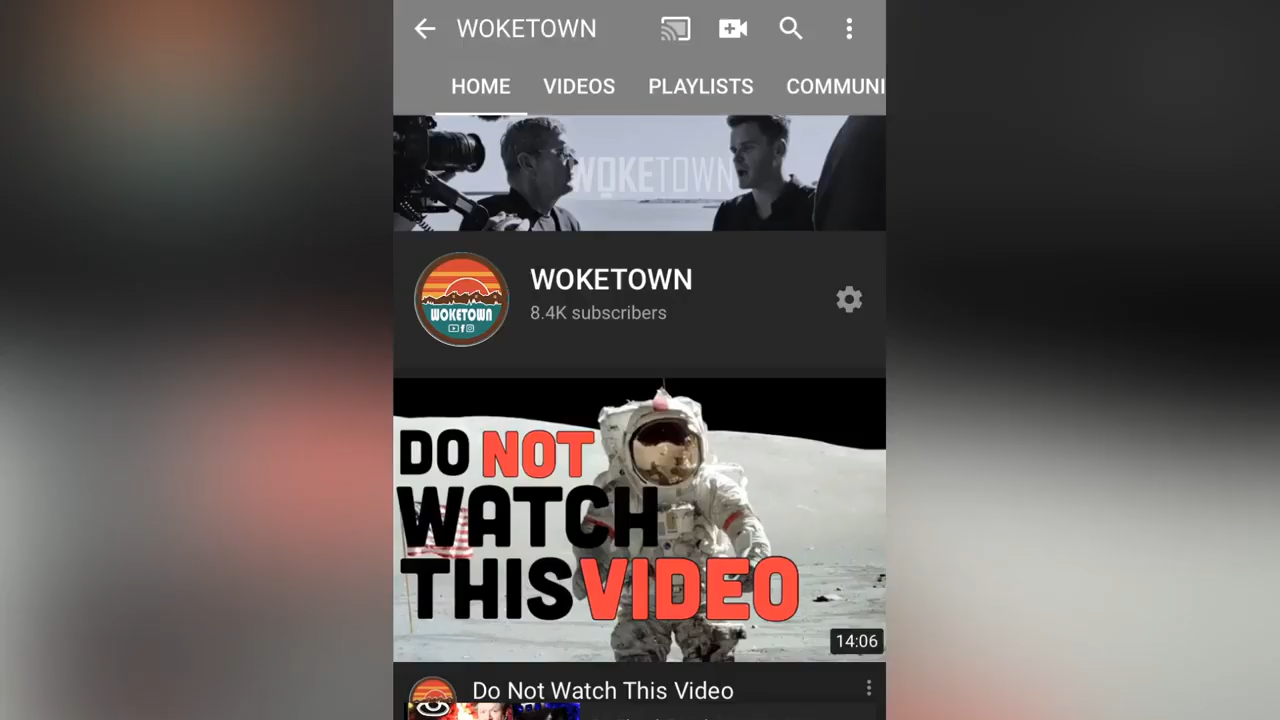 WOKETOWN
HOME VIDEOS PLAYLISTS COMMUNI
WOKETOWN
WOKETOWN
8.4K subscribers
WOKETOWN
DO NOT
WATCH
THIS VIDEO
14:06
Do Not Watch This Video